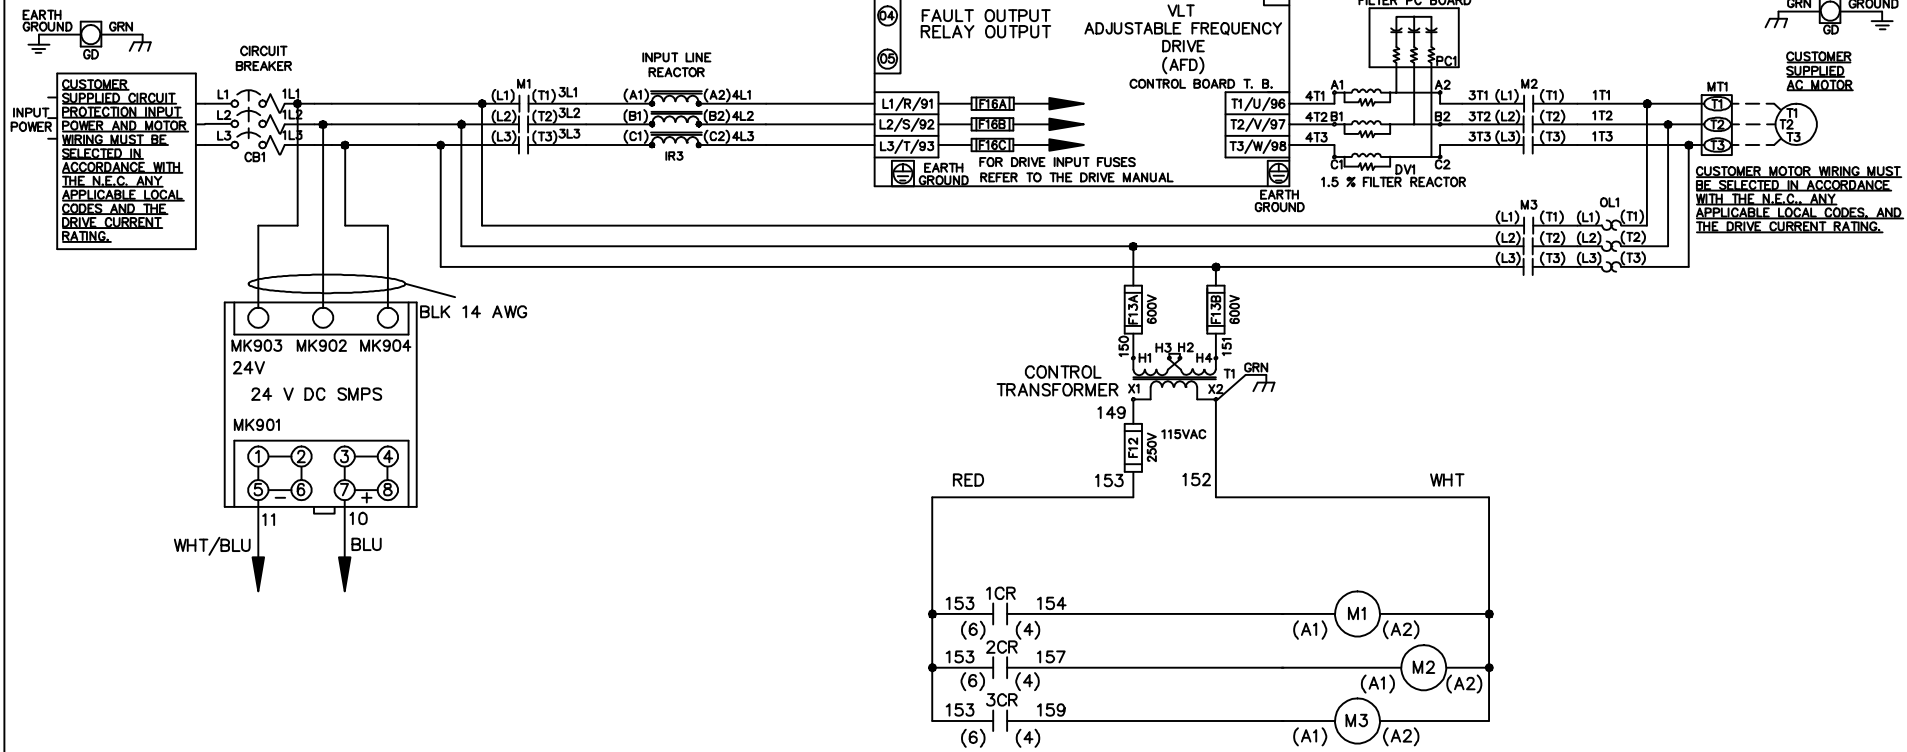 EARTH
GROUND
GRN
GD
CIRCUIT
BREAKER
INPUT
POWER
CUSTOMER
SUPPLIED CIRCUIT
PROTECTION INPUT
POWER AND MOTOR
WIRING MUST BE
SELECTED IN
ACCORDANCE WITH
THE N.E.C. ANY
APPLICABLE LOCAL
CODES AND THE
DRIVE CURRENT
RATING.
L1 1L1
L2 1L2
L3 1L3
CB1
M1
(L1) (T1) 3L1
(L2) (T2) 3L2
(L3) (T3) 3L3
INPUT LINE
REACTOR
(A1) (A2) 4L1
(B1) (B2) 4L2
(C1) (C2) 4L3
IR3
04
05
FAULT OUTPUT
RELAY OUTPUT
VLT
ADJUSTABLE FREQUENCY
DRIVE
(AFD)
CONTROL BOARD T. B.
L1/R/91 F16A T1/U/96
L2/S/92 F16B T2/V/97
L3/T/93 F16C T3/W/98
FOR DRIVE INPUT FUSES
REFER TO THE DRIVE MANUAL
EARTH
GROUND
EARTH
GROUND
FILTER PC BOARD
PC1
4T1 A1 A2
4T2 B1 B2
4T3 C1 C2
DV1
1.5 % FILTER REACTOR
M2
3T1 (L1) (T1) 1T1
3T2 (L2) (T2) 1T2
3T3 (L3) (T3) 1T3
MT1
T1
T2
T3
T1
T2
T3
GRN
GROUND
GD
CUSTOMER
SUPPLIED
AC MOTOR
CUSTOMER MOTOR WIRING MUST
BE SELECTED IN ACCORDANCE
WITH THE N.E.C., ANY
APPLICABLE LOCAL CODES, AND
THE DRIVE CURRENT RATING.
M3 OL1
(L1) (T1) (L1) (T1)
(L2) (T2) (L2) (T2)
(L3) (T3) (L3) (T3)
BLK 14 AWG
MK903 MK902 MK904
24V
24 V DC SMPS
MK901
1 2 3 4
5 - 6 7 + 8
11 10
WHT/BLU BLU
F13A
600V
F13B
600V
150
151
H1 H3 H2 H4
CONTROL
TRANSFORMER
T1
X1 X2
GRN
149
F12
250V
115VAC
153 152
RED WHT
153 1CR 154 M1
(6) (4) (A1) (A2)
153 2CR 157 M2
(6) (4) (A1) (A2)
153 3CR 159 M3
(6) (4) (A1) (A2)